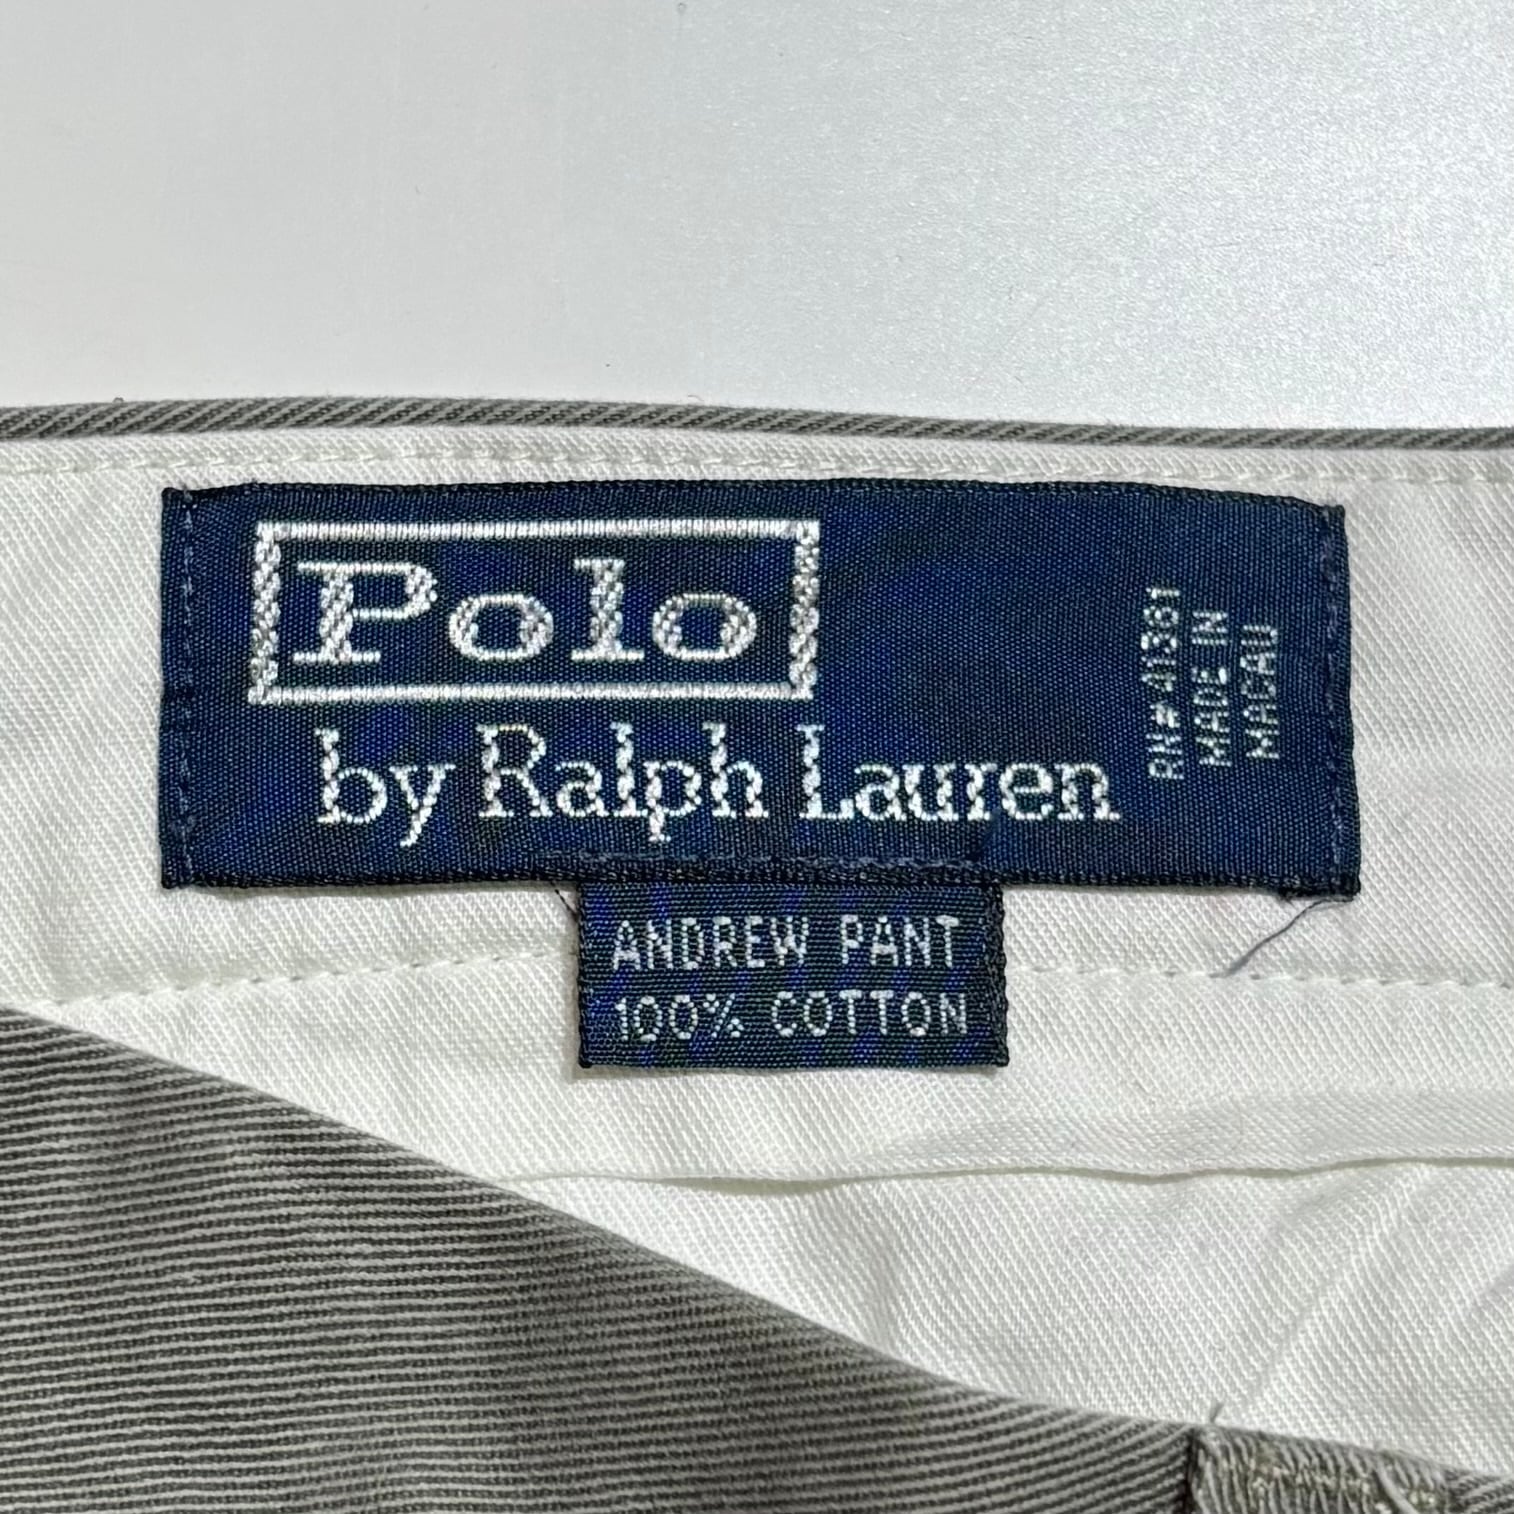 Polo
by Ralph Lauren
RN# 41381
MADE IN
MACAU
ANDREW PANT
100% COTTON